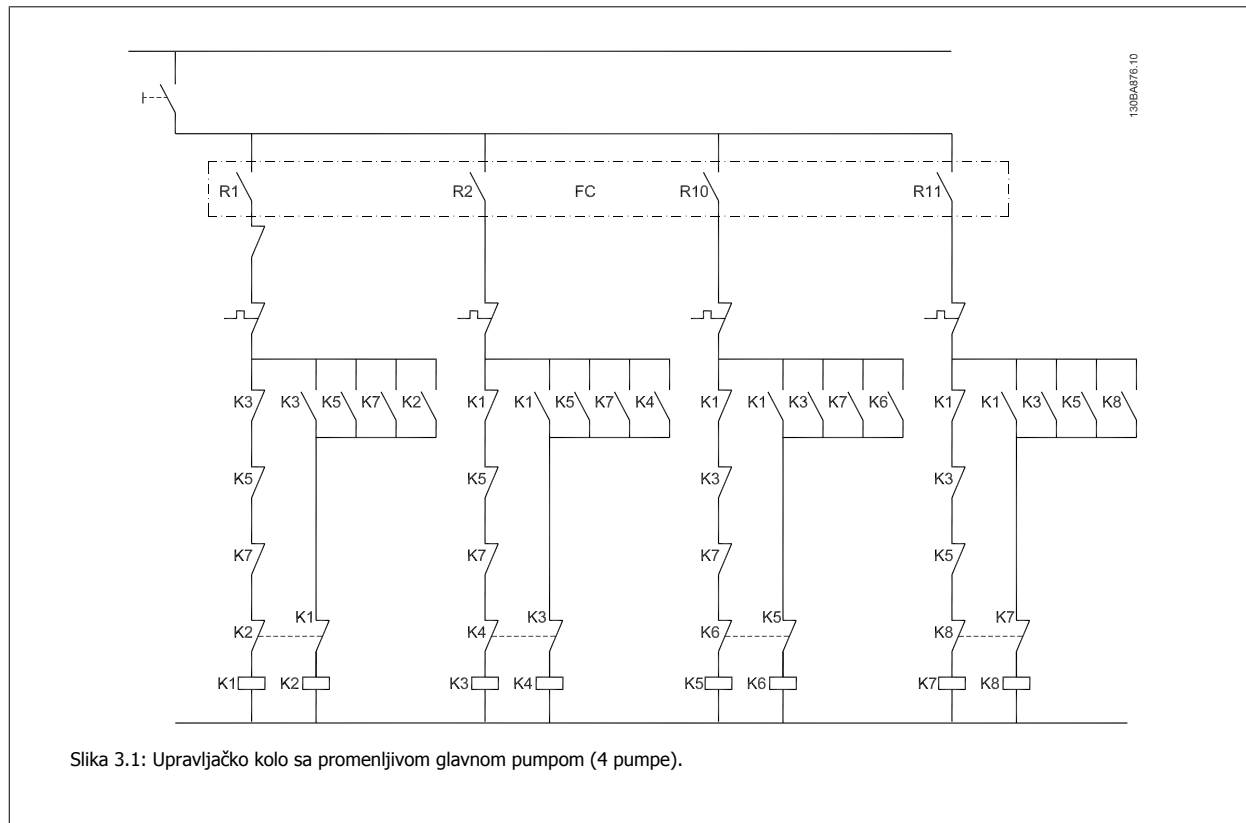 130BA876.10
R1 R2 FC R10 R11
K3 K3 K5 K7 K2 K1 K1 K5 K7 K4 K1 K1 K3 K7 K6 K1 K1 K3 K5 K8
K5 K5 K3 K3
K7 K7 K7 K5
K1 K3 K5 K7
K2 K4 K6 K8
K1 K2 K3 K4 K5 K6 K7 K8
Slika 3.1: Upravljačko kolo sa promenljivom glavnom pumpom (4 pumpe).